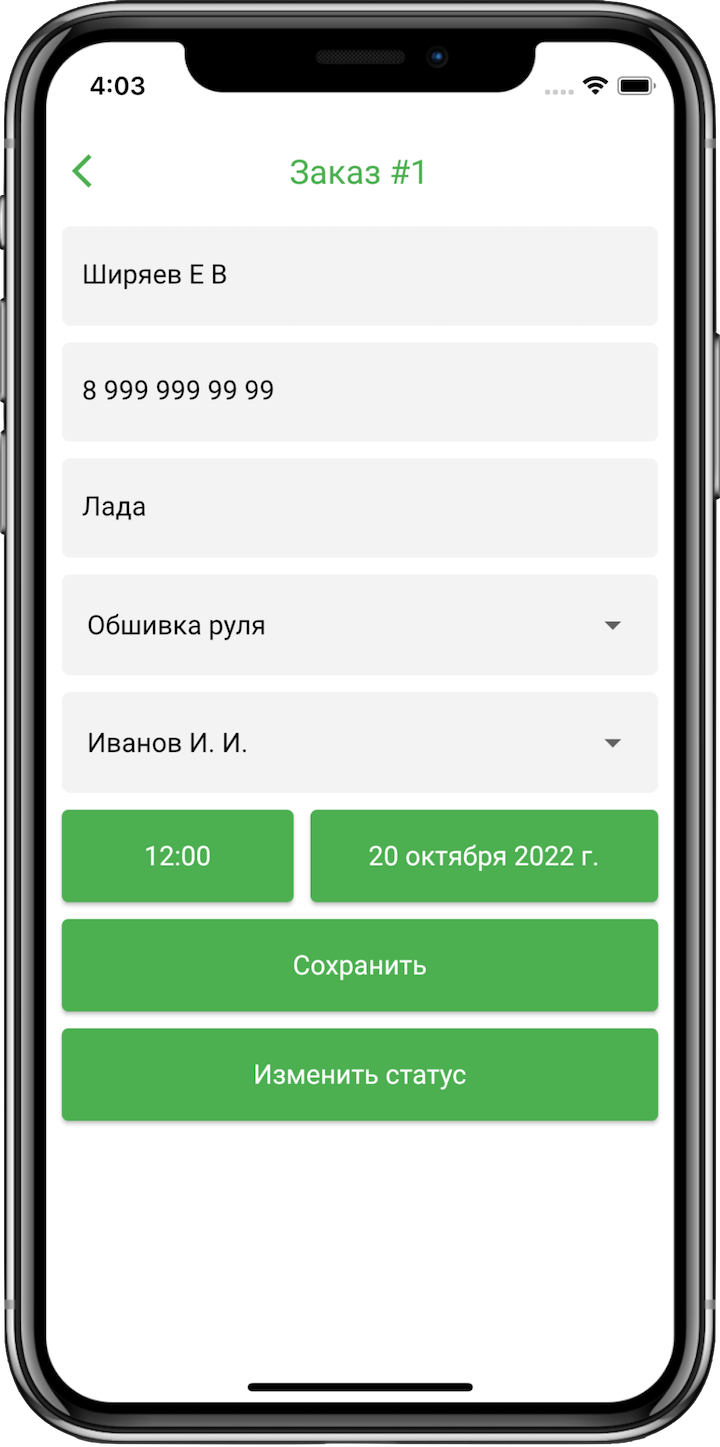 4:03
Заказ #1
Ширяев Е В
8 999 999 99 99
Лада
Обшивка руля
Иванов И. И.
12:00
20 октября 2022 г.
Сохранить
Изменить статус